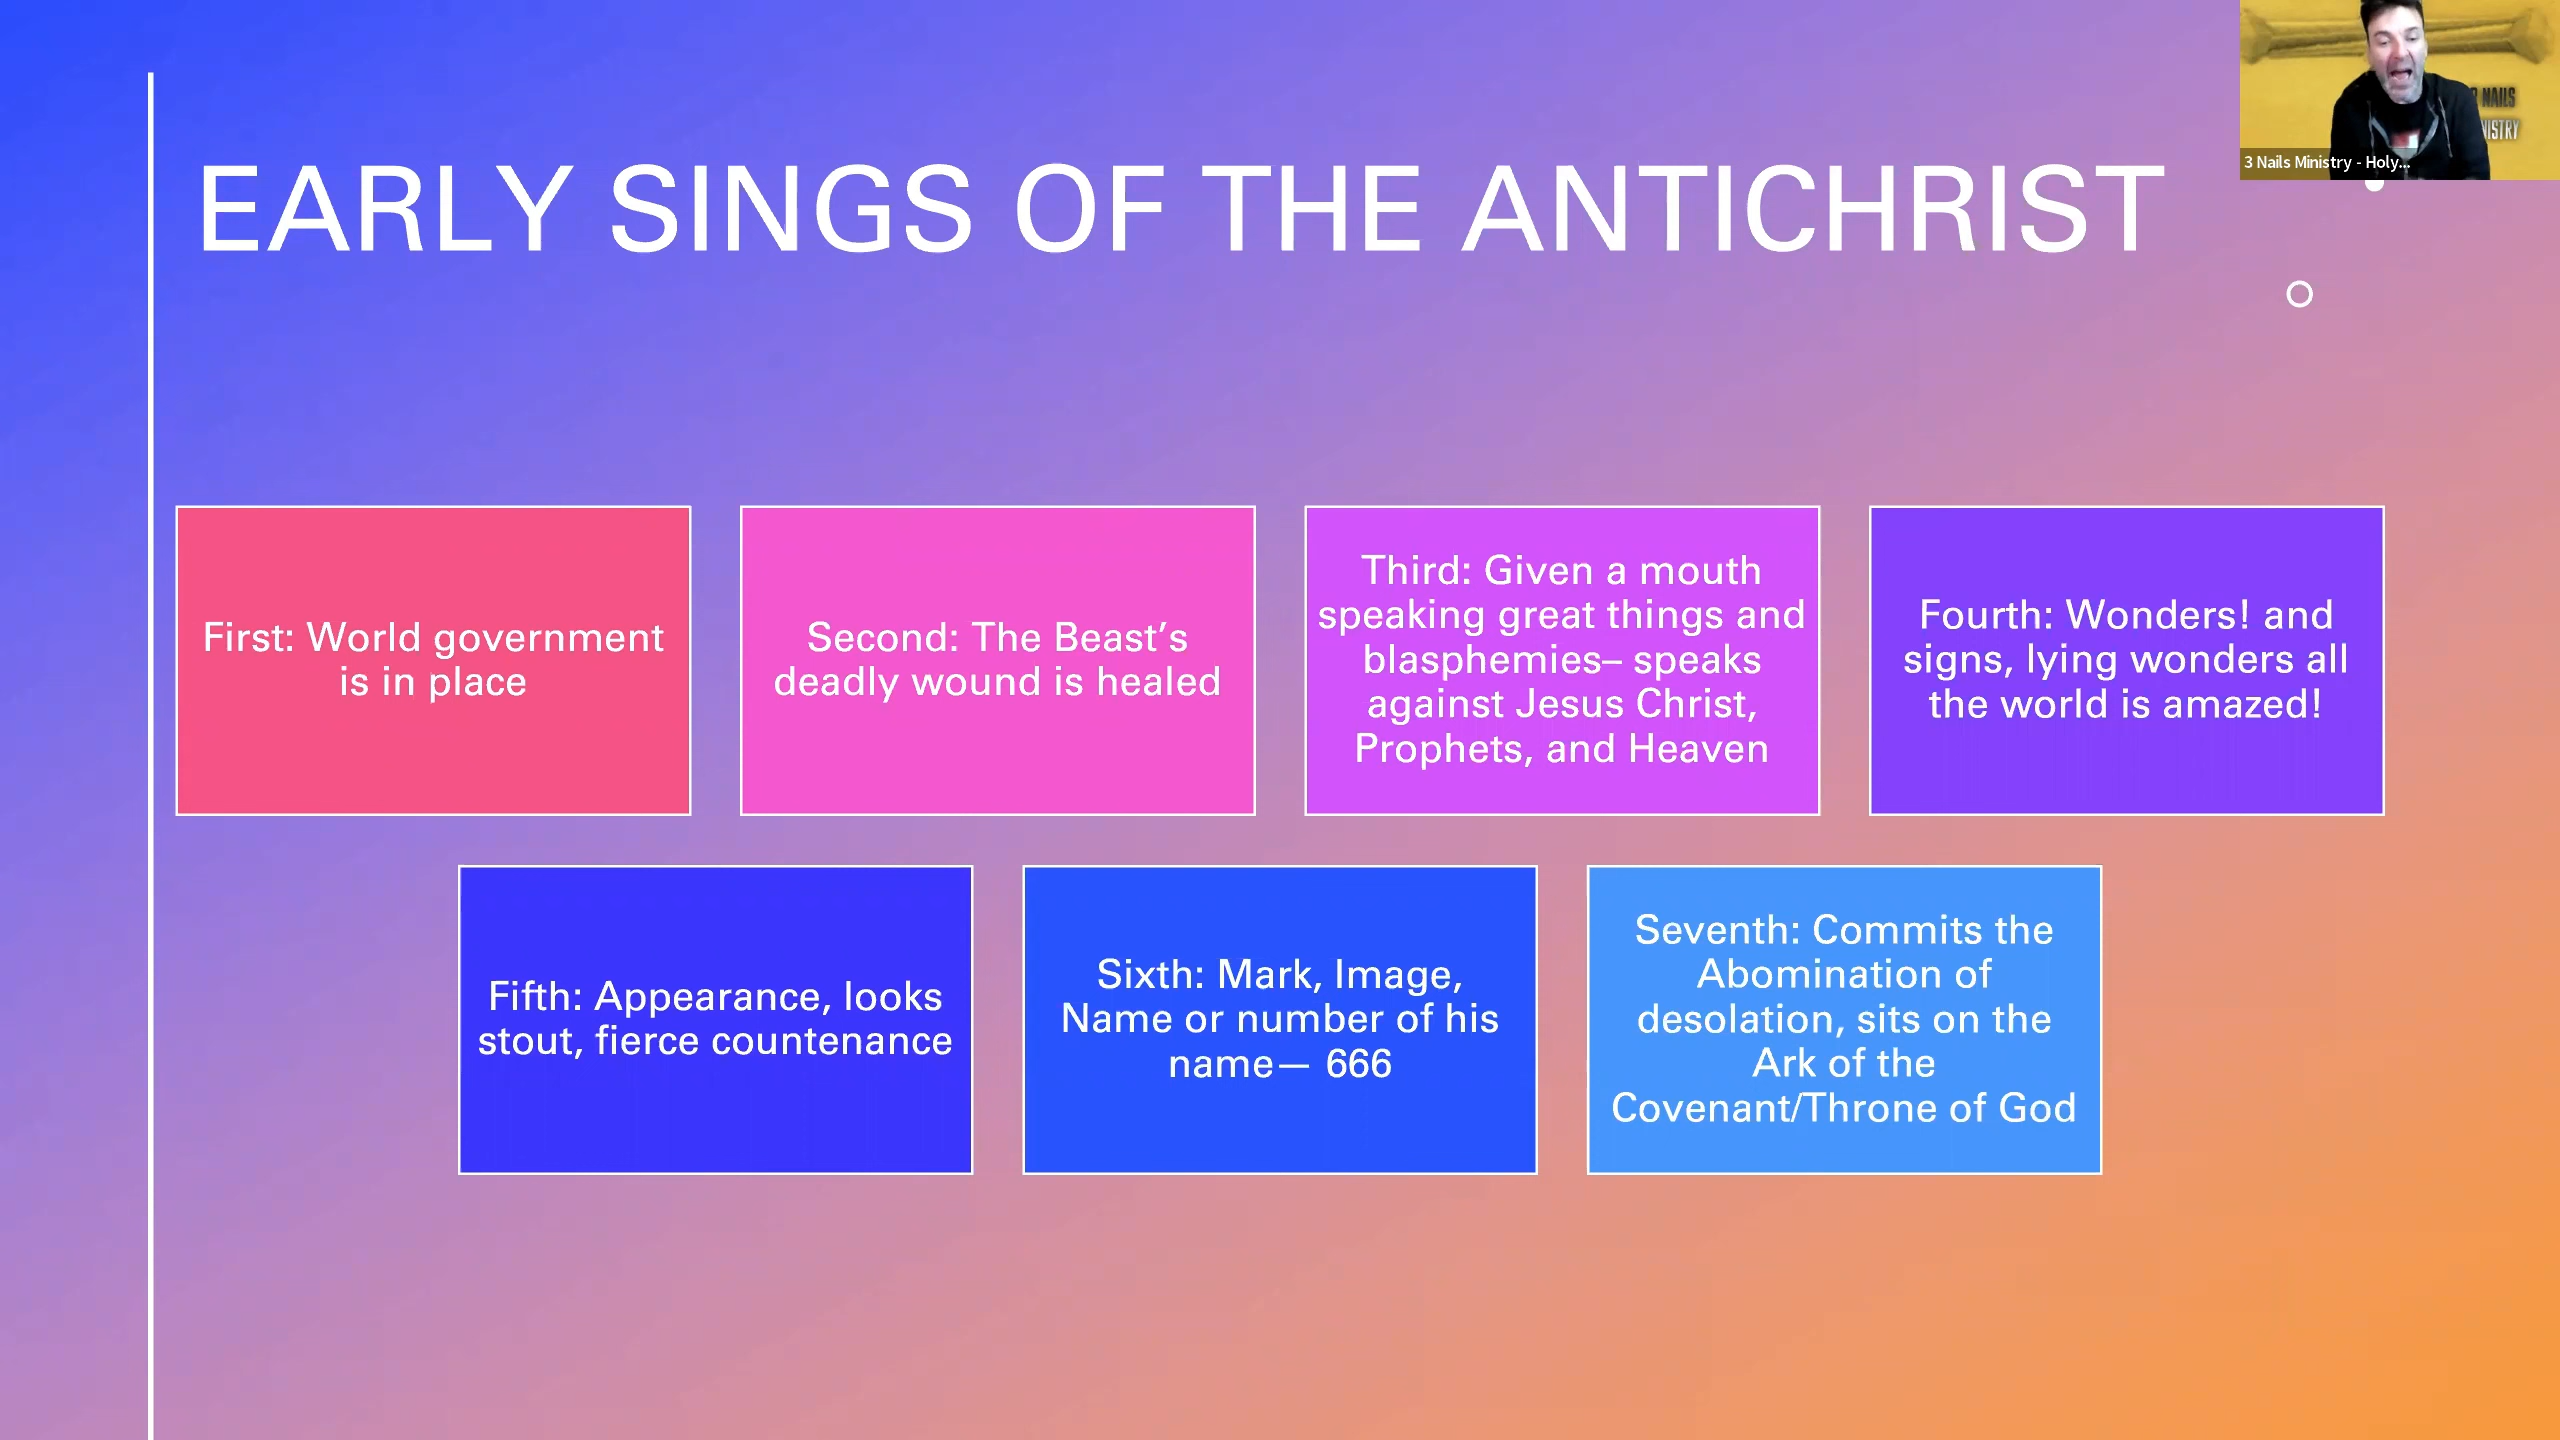 EARLY SINGS OF THE ANTICHRIST
NAILS
3 Nails Ministry - Holy...
First: World government
is in place
Second: The Beast’s
deadly wound is healed
Third: Given a mouth
speaking great things and
blasphemies– speaks
against Jesus Christ,
Prophets, and Heaven
Fourth: Wonders! and
signs, lying wonders all
the world is amazed!
Fifth: Appearance, looks
stout, fierce countenance
Sixth: Mark, Image,
Name or number of his
name— 666
Seventh: Commits the
Abomination of
desolation, sits on the
Ark of the
Covenant/Throne of God